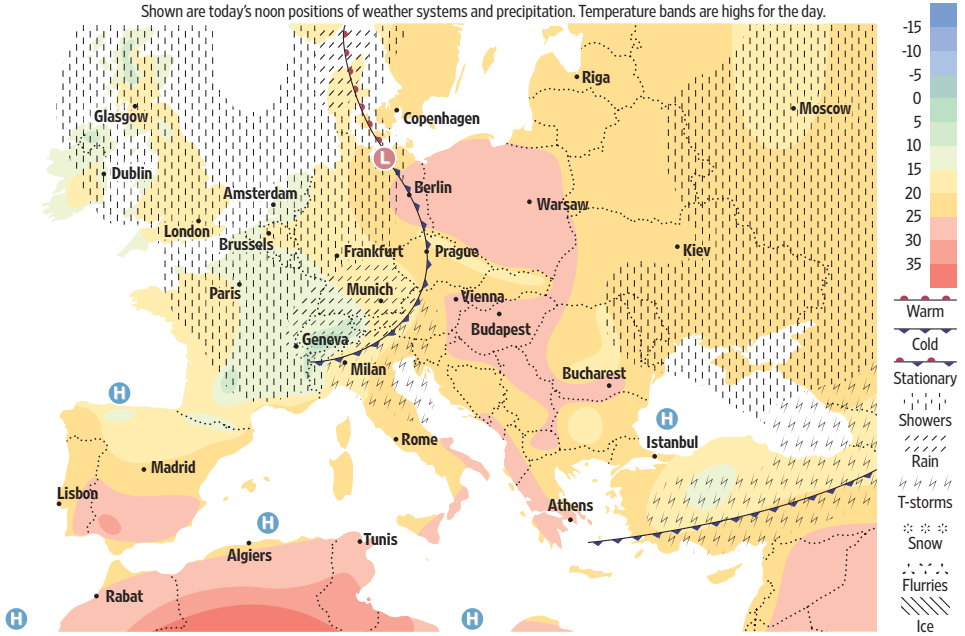 Shown are today's noon positions of weather systems and precipitation. Temperature bands are highs for the day.
-15
-10
-5
0
5
10
15
20
25
30
35
Warm
Cold
Stationary
Showers
Rain
T-storms
Snow
Flurries
Ice
Riga
Moscow
Glasgow
Copenhagen
L
Dublin
Berlin
Amsterdam
Warsaw
London
Brussels
Frankfurt
Prague
Kiev
Paris
Munich
Vienna
Budapest
Geneva
Milan
Bucharest
H
H
Istanbul
Rome
Madrid
Lisbon
Athens
H
Algiers
Tunis
Rabat
H
H